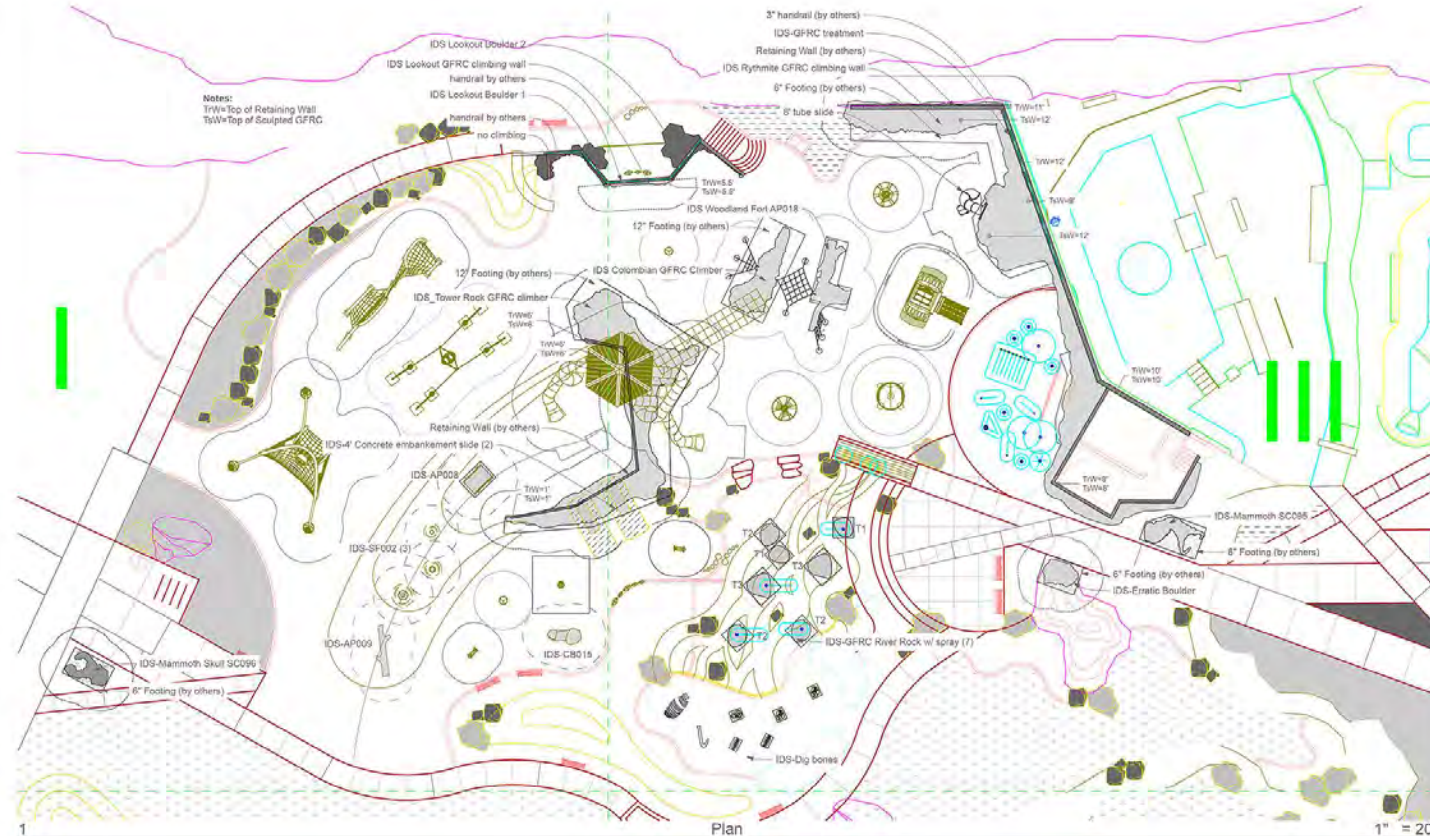 3" handrail (by others)
IDS-GFRC treatment
Retaining Wall (by others)
IDS Rythmite GFRC climbing wall
6" Footing (by others)
8' tube slide
IDS Lookout Boulder 2
IDS Lookout GFRC climbing wall
handrail by others
IDS Lookout Boulder 1
handrail by others
no climbing
Notes:
TrW=Top of Retaining Wall
TsW=Top of Sculpted GFRC
TrW=11'
TsW=12'
TrW=12'
TsW=12'
TrW=5.5'
IDS Woodland Fort AP018
12" Footing (by others)
IDS Colombian GFRC Climber
12" Footing (by others)
IDS_Tower Rock GFRC climber
TrW=6'
TsW=6'
TrW=6'
TsW=6'
TrW=10'
TsW=10'
Retaining Wall (by others)
IDS-4' Concrete embankement slide (2)
IDS-AP008
TrW=1'
TsW=1'
TrW=8'
TsW=8'
IDS-Mammoth SC095
IDS-SF002 (3)
T2
T1
T1
T3
T3
6" Footing (by others)
6" Footing (by others)
IDS-Erratic Boulder
T2
T2
IDS-AP009
IDS-CB015
IDS-GFRC River Rock w/ spray (7)
IDS-Mammoth Skull SC096
6" Footing (by others)
IDS-Dig bones
1
Plan
1" = 20